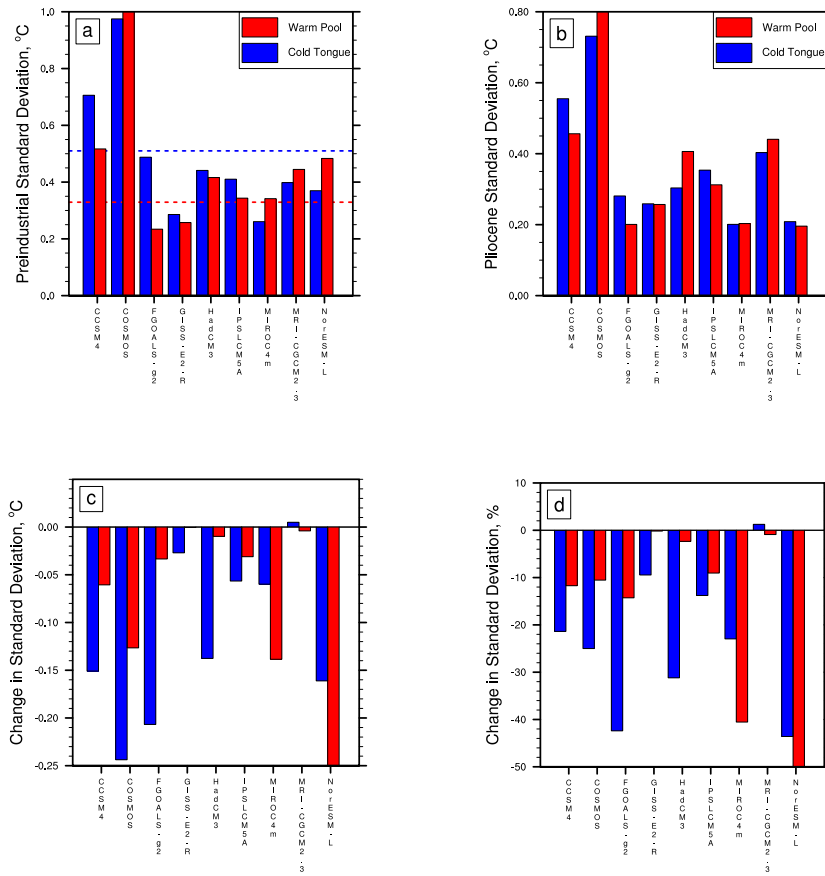 a
Warm Pool
Cold Tongue
Preindustrial Standard Deviation, °C
1.0
0.8
0.6
0.4
0.2
0.0
CCSM4
COSMOS
FGOALS-g2
GISS-E2-R
HadCM3
IPSLCM5A
MIROC4m
MRI-CGCM2.3
NorESM-L
b
Warm Pool
Cold Tongue
Pliocene Standard Deviation, °C
0.80
0.60
0.40
0.20
0.00
CCSM4
COSMOS
FGOALS-g2
GISS-E2-R
HadCM3
IPSLCM5A
MIROC4m
MRI-CGCM2.3
NorESM-L
c
Change in Standard Deviation, °C
0.00
-0.05
-0.10
-0.15
-0.20
-0.25
CCSM4
COSMOS
FGOALS-g2
GISS-E2-R
HadCM3
IPSLCM5A
MIROC4m
MRI-CGCM2.3
NorESM-L
d
Change in Standard Deviation, %
10
0
-10
-20
-30
-40
-50
CCSM4
COSMOS
FGOALS-g2
GISS-E2-R
HadCM3
IPSLCM5A
MIROC4m
MRI-CGCM2.3
NorESM-L